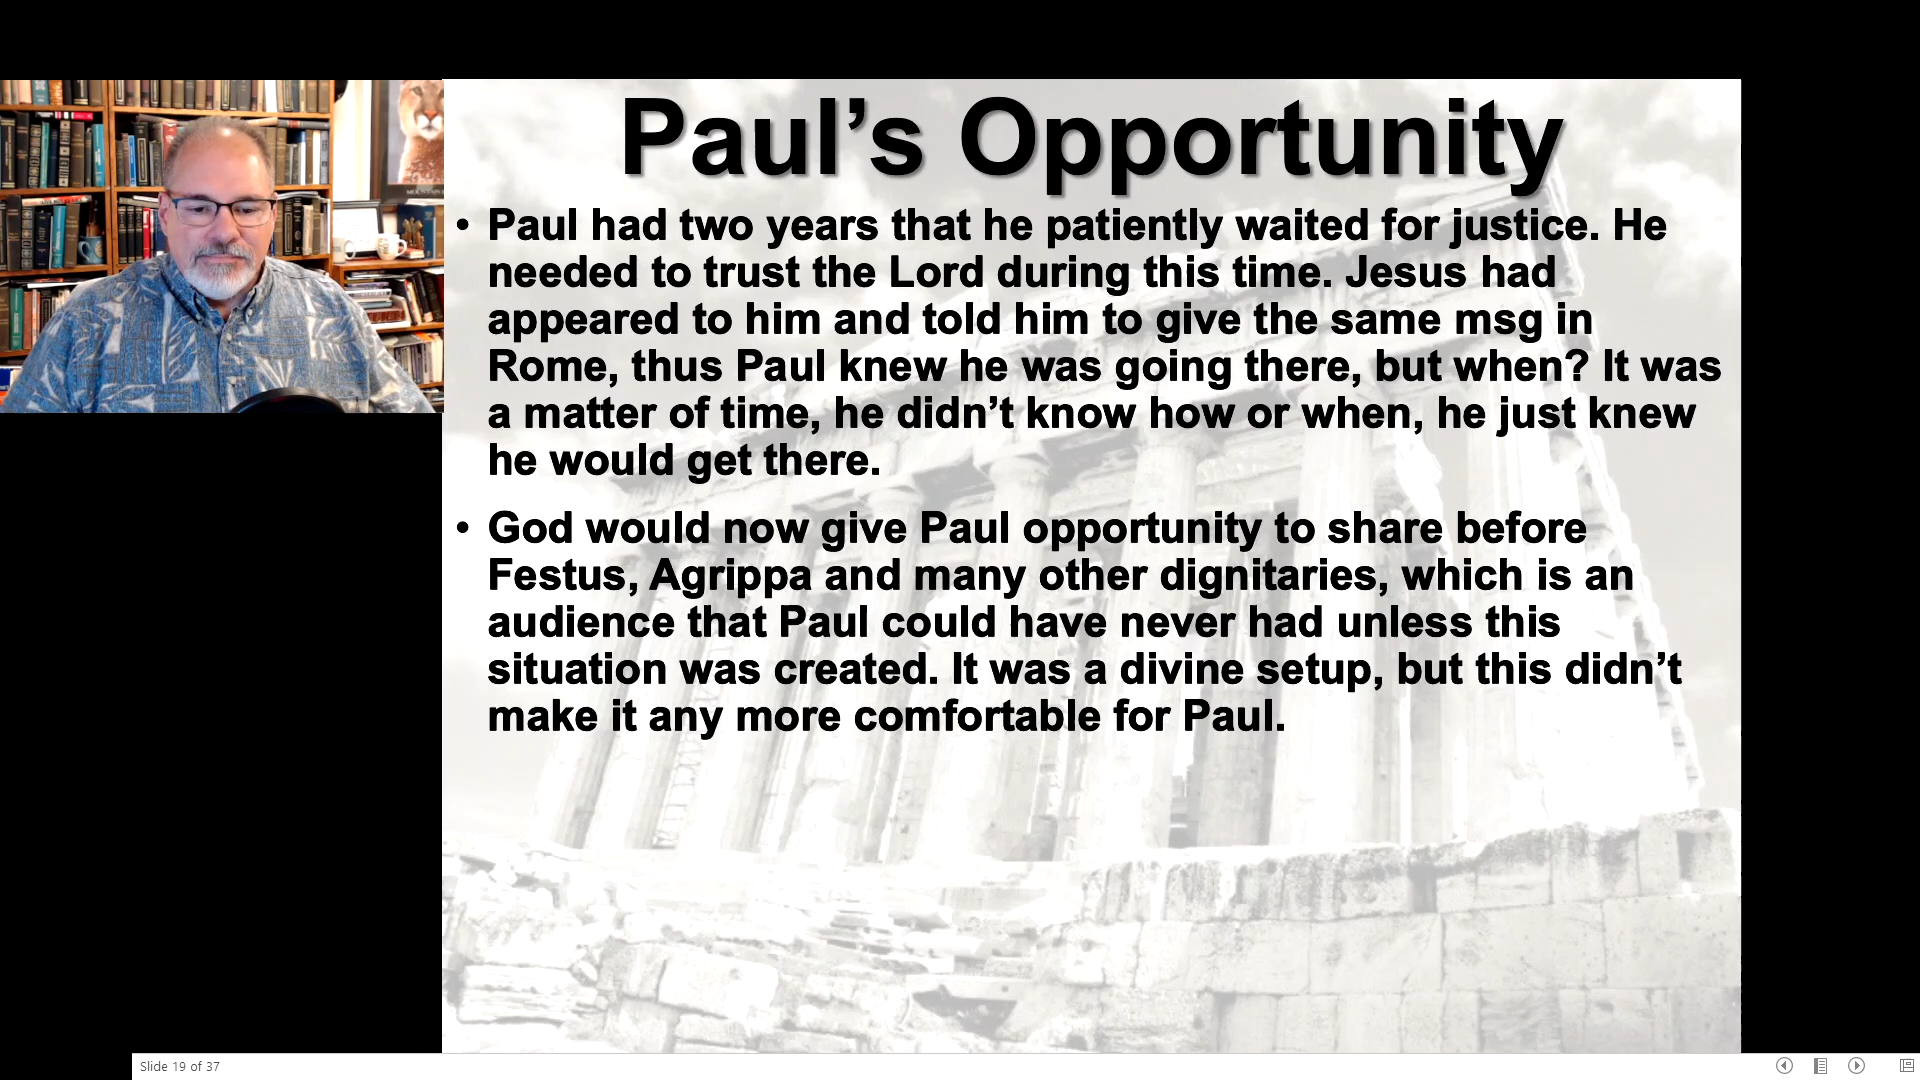 Paul’s Opportunity
• Paul had two years that he patiently waited for justice. He
needed to trust the Lord during this time. Jesus had
appeared to him and told him to give the same msg in
Rome, thus Paul knew he was going there, but when? It was
a matter of time, he didn’t know how or when, he just knew
he would get there.
• God would now give Paul opportunity to share before
Festus, Agrippa and many other dignitaries, which is an
audience that Paul could have never had unless this
situation was created. It was a divine setup, but this didn’t
make it any more comfortable for Paul.
Slide 19 of 37